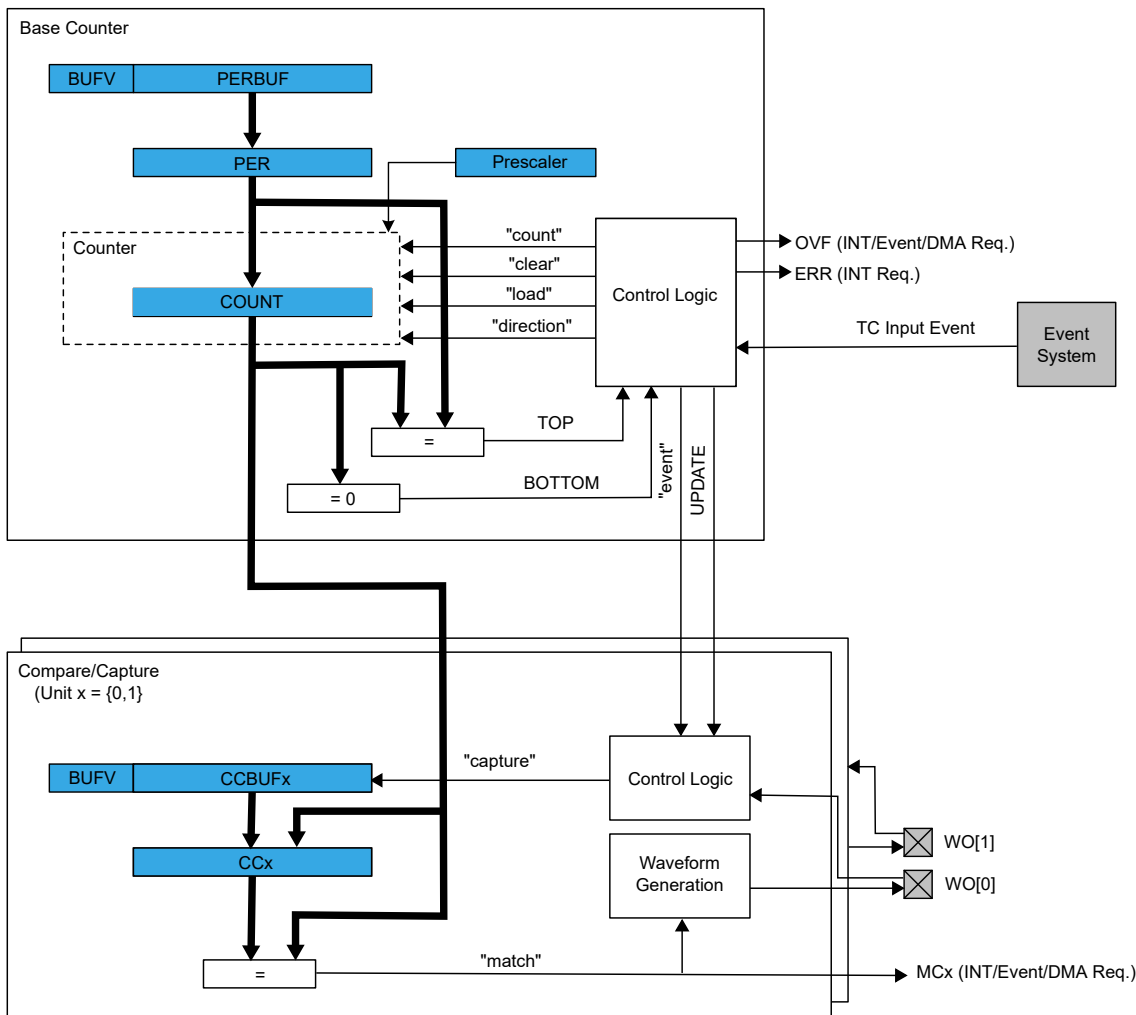 Base Counter
BUFV
PERBUF
PER
Prescaler
Counter
COUNT
"count"
"clear"
"load"
"direction"
Control Logic
OVF (INT/Event/DMA Req.)
ERR (INT Req.)
TC Input Event
Event
System
=
TOP
= 0
BOTTOM
"event"
UPDATE
Compare/Capture
(Unit x = {0,1}
BUFV
CCBUFx
"capture"
Control Logic
CCx
Waveform
Generation
WO[1]
WO[0]
=
"match"
MCx (INT/Event/DMA Req.)